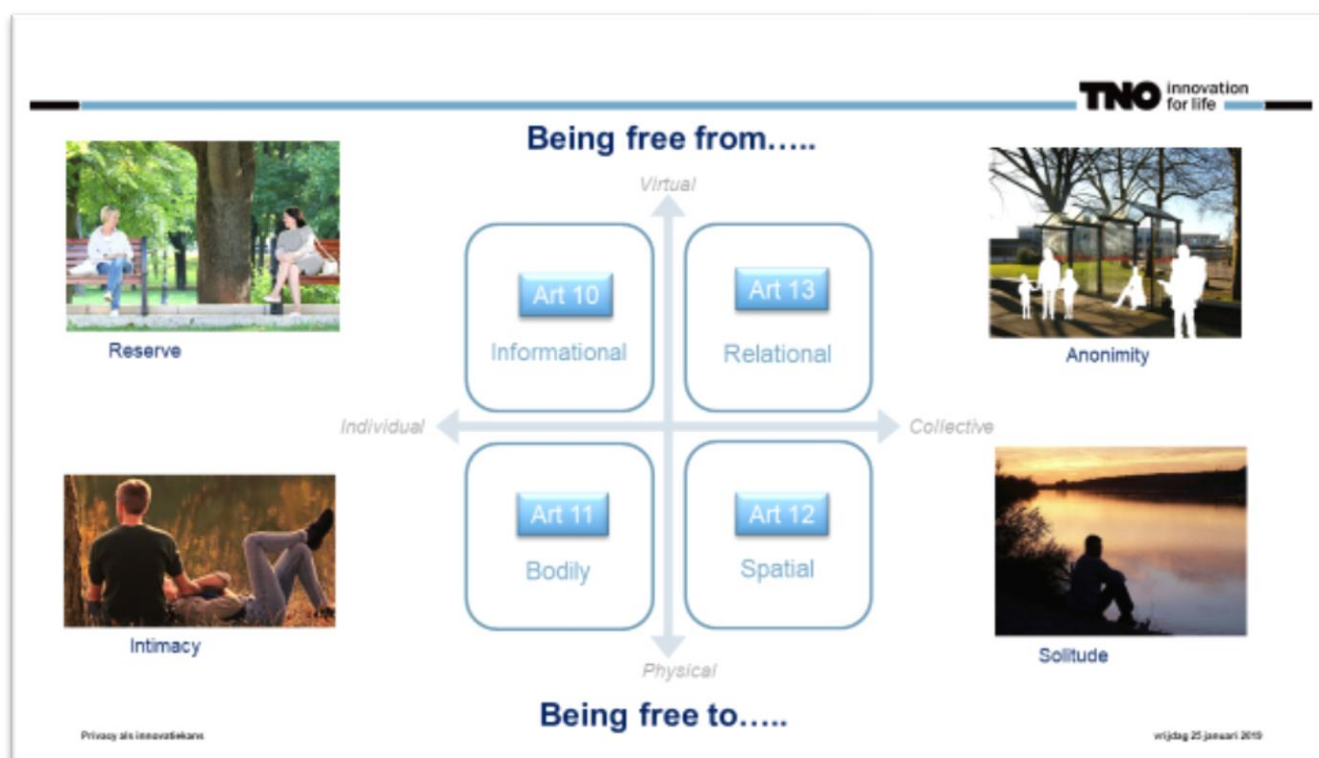 TNO innovation
for life
Being free from.....
Virtual
Art 10
Informational
Art 13
Relational
Reserve
Anonimity
Individual
Collective
Art 11
Bodily
Art 12
Spatial
Intimacy
Solitude
Physical
Being free to.....
Privacy als innovatiekans
vrijdag 25 januari 2019